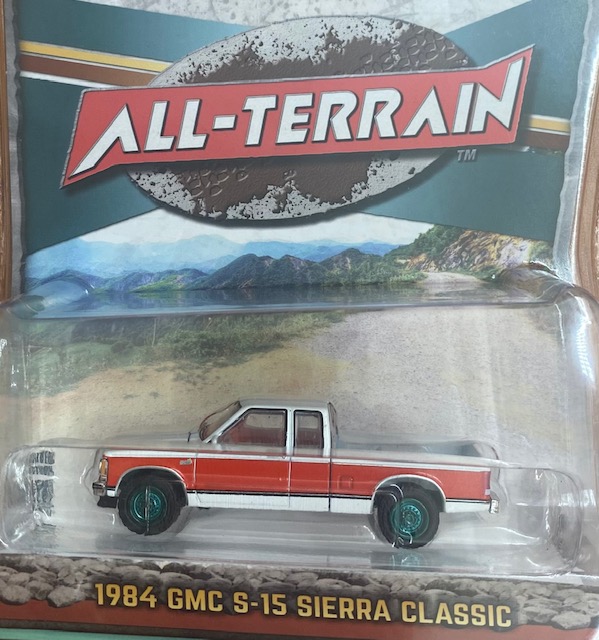 ALL-TERRAIN
TM
1984 GMC S-15 SIERRA CLASSIC